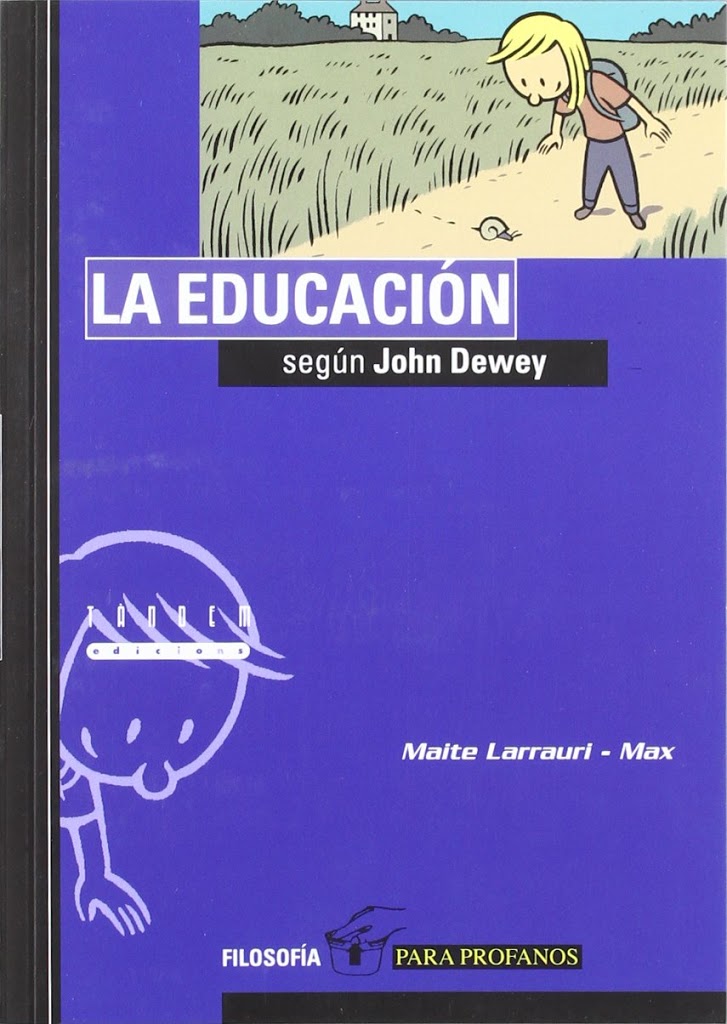 LA EDUCACIÓN
según John Dewey
TÀNDEM
edicions
Maite Larrauri - Max
FILOSOFÍA PARA PROFANOS